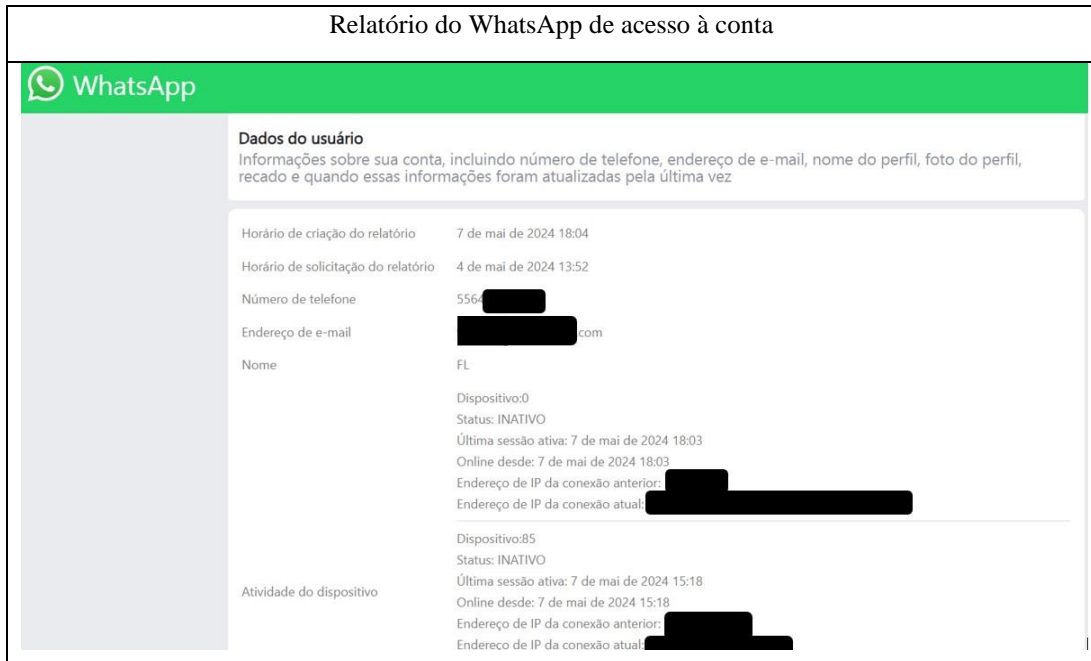 Relatório do WhatsApp de acesso à conta
WhatsApp
Dados do usuário
Informações sobre sua conta, incluindo número de telefone, endereço de e-mail, nome do perfil, foto do perfil,
recado e quando essas informações foram atualizadas pela última vez
Horário de criação do relatório 7 de mai de 2024 18:04
Horário de solicitação do relatório 4 de mai de 2024 13:52
Número de telefone 5564
Endereço de e-mail .com
Nome FL
Dispositivo:0
Status: INATIVO
Última sessão ativa: 7 de mai de 2024 18:03
Online desde: 7 de mai de 2024 18:03
Endereço de IP da conexão anterior:
Endereço de IP da conexão atual:
Dispositivo:85
Status: INATIVO
Atividade do dispositivo Última sessão ativa: 7 de mai de 2024 15:18
Online desde: 7 de mai de 2024 15:18
Endereço de IP da conexão anterior:
Endereço de IP da conexão atual: